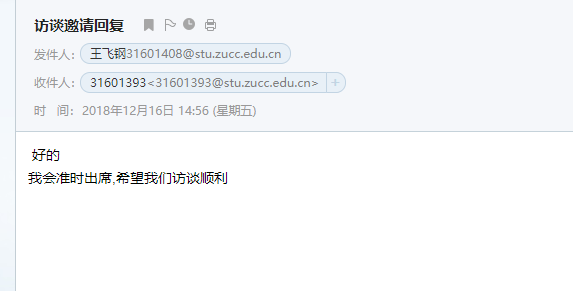 访谈邀请回复
发件人：王飞钢31601408@stu.zucc.edu.cn
收件人：31601393<31601393@stu.zucc.edu.cn> +
时 间：2018年12月16日 14:56 (星期五)
好的
我会准时出席,希望我们访谈顺利